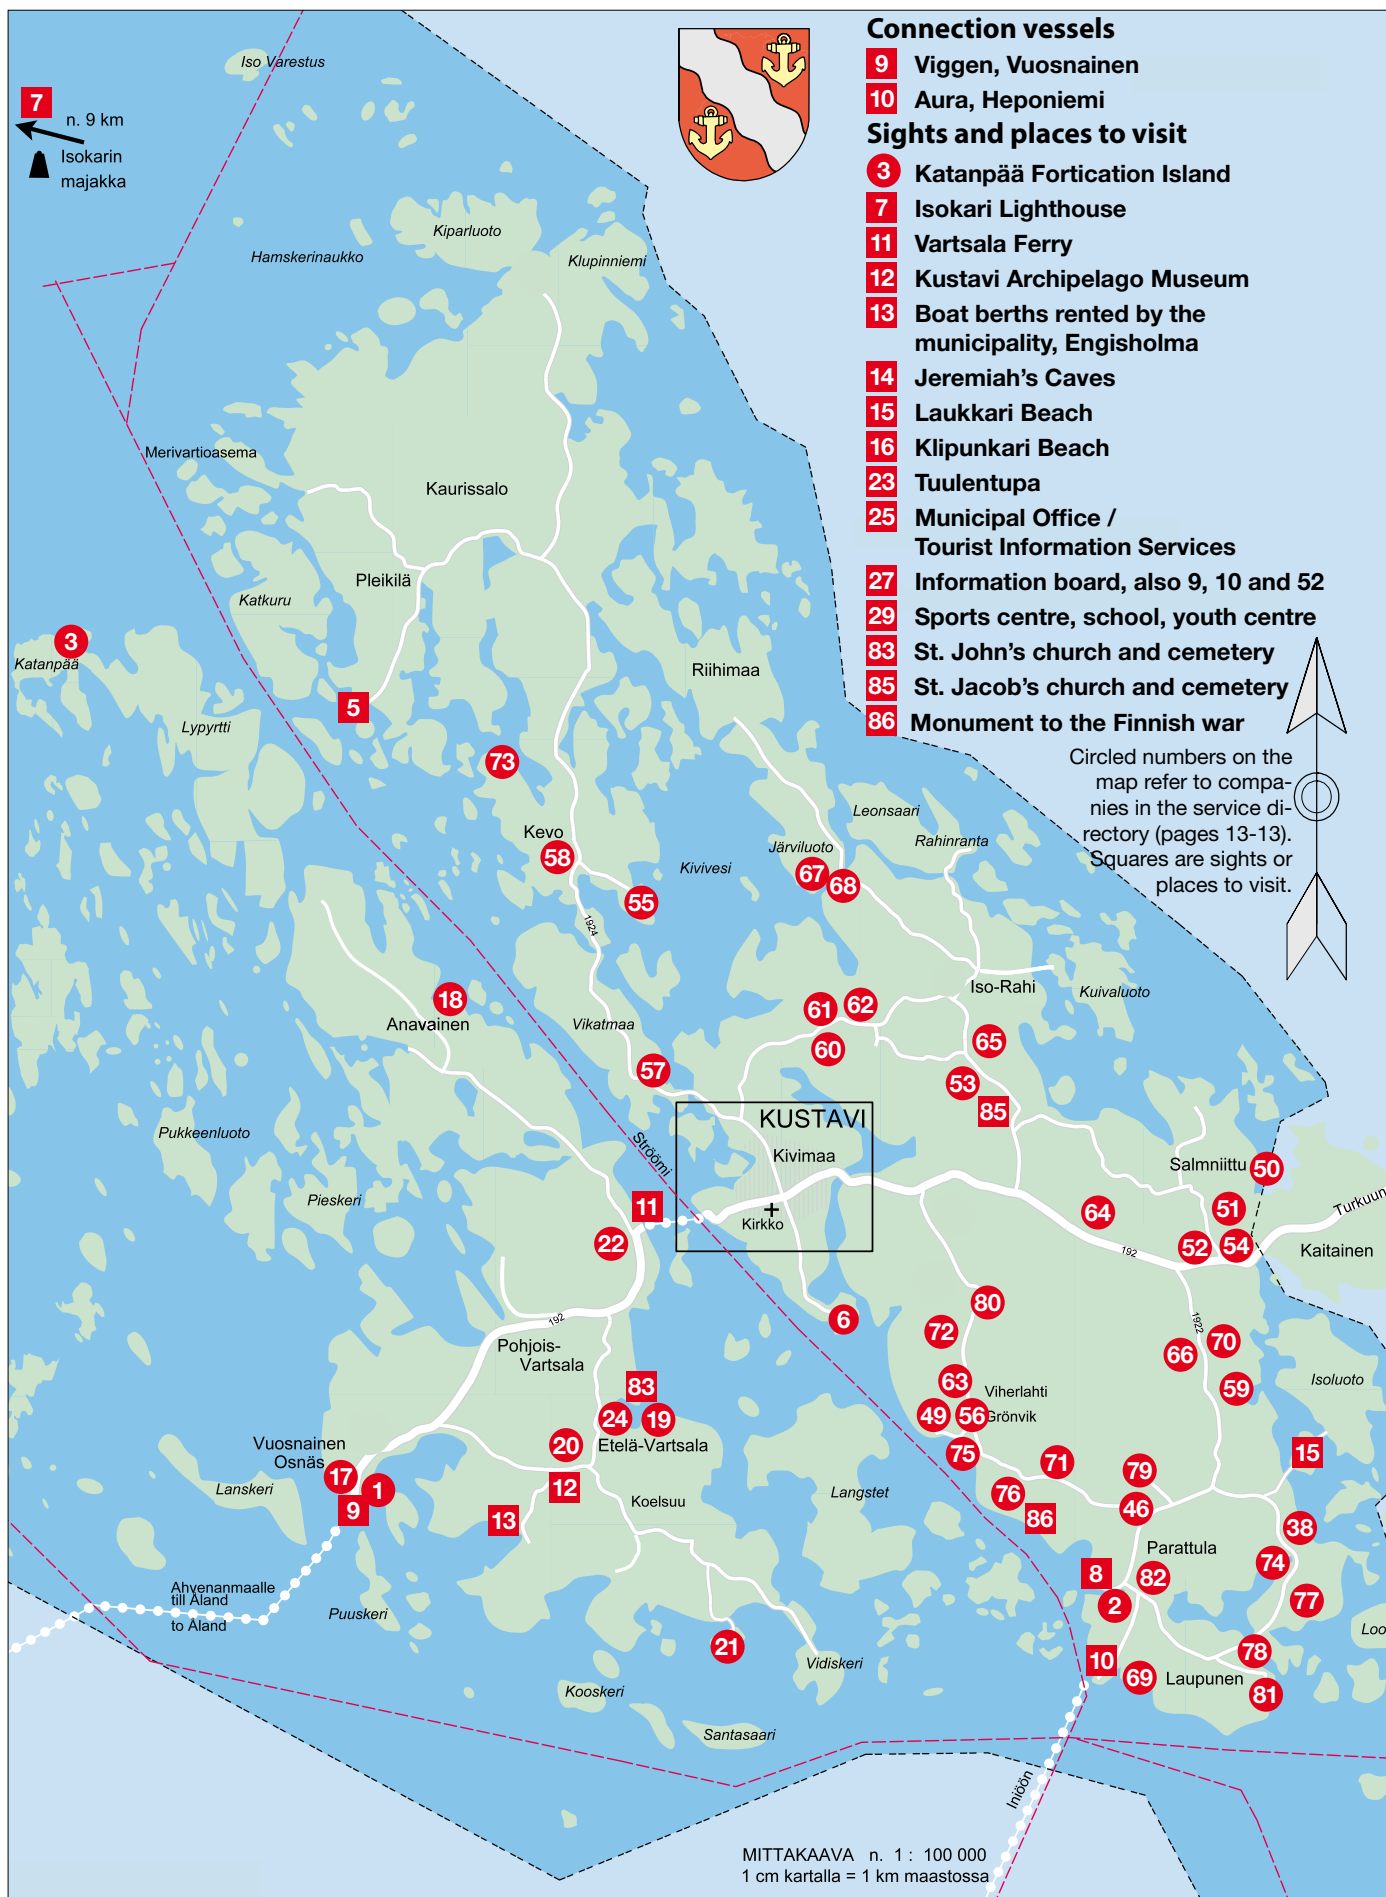 Connection vessels
9 Viggen, Vuosnainen
10 Aura, Heponiemi
Sights and places to visit
3 Katanpää Fortication Island
7 Isokari Lighthouse
11 Vartsala Ferry
12 Kustavi Archipelago Museum
13 Boat berths rented by the
municipality, Engisholma
14 Jeremiah's Caves
15 Laukkari Beach
16 Klipunkari Beach
23 Tuulentupa
25 Municipal Office /
Tourist Information Services
27 Information board, also 9, 10 and 52
29 Sports centre, school, youth centre
83 St. John's church and cemetery
85 St. Jacob's church and cemetery
86 Monument to the Finnish war
Circled numbers on the
map refer to compa-
nies in the service di-
rectory (pages 13-13).
Squares are sights or
places to visit.
Iso Varestus
7
n. 9 km
Isokarin
majakka
Kiparluoto
Hamskerinaukko
Klupinniemi
Merivartioasema
Kaurissalo
Pleikilä
Katkuru
3
Katanpää
Riihimaa
5
Lypyrtti
73
Kevo
58
Kivivesi
55
1924
Leonsaari
Järviluoto
Rahinranta
67
68
Iso-Rahi
Kuivaluoto
18
Anavainen
Vikatmaa
61
62
60
65
57
53
85
KUSTAVI
Kivimaa
Kirkko
Ströömi
Pukkeenluoto
Pieskeri
11
22
Salmniittu
50
51
64
52
54
Turkuun
Kaitainen
192
1922
6
80
72
70
66
59
63
Viherlahti
49
56
Grönvik
75
Isoluoto
192
Pohjois-
Vartsala
83
24
19
20
Etelä-Vartsala
Vuosnainen
Osnäs
17
1
9
Lanskeri
12
13
Koelsuu
Langstet
71
79
15
76
86
46
38
Parattula
74
8
82
2
77
Ahvenanmaalle
till Åland
to Åland
Puuskeri
21
Vidiskeri
Kooskeri
Santasaari
10
69
Laupunen
78
81
Loo
Iniöön
MITTAKAAVA n. 1 : 100 000
1 cm kartalla = 1 km maastossa